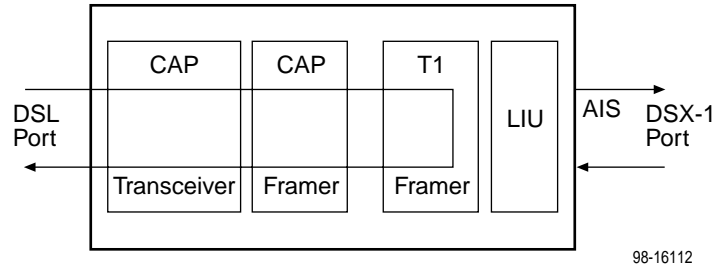 CAP
CAP
T1
DSL
Port
LIU
AIS
DSX-1
Port
Transceiver
Framer
Framer
98-16112